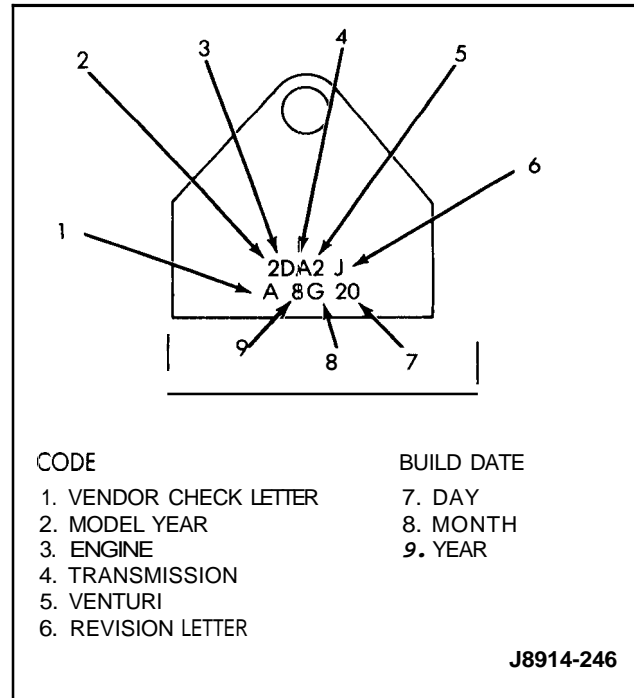 4
3
2
5
6
1
2DA2 J
A 8G 20
9
8
7
CODE
1. VENDOR CHECK LETTER
2. MODEL YEAR
3. ENGINE
4. TRANSMISSION
5. VENTURI
6. REVISION LETTER
BUILD DATE
7. DAY
8. MONTH
9. YEAR
J8914-246